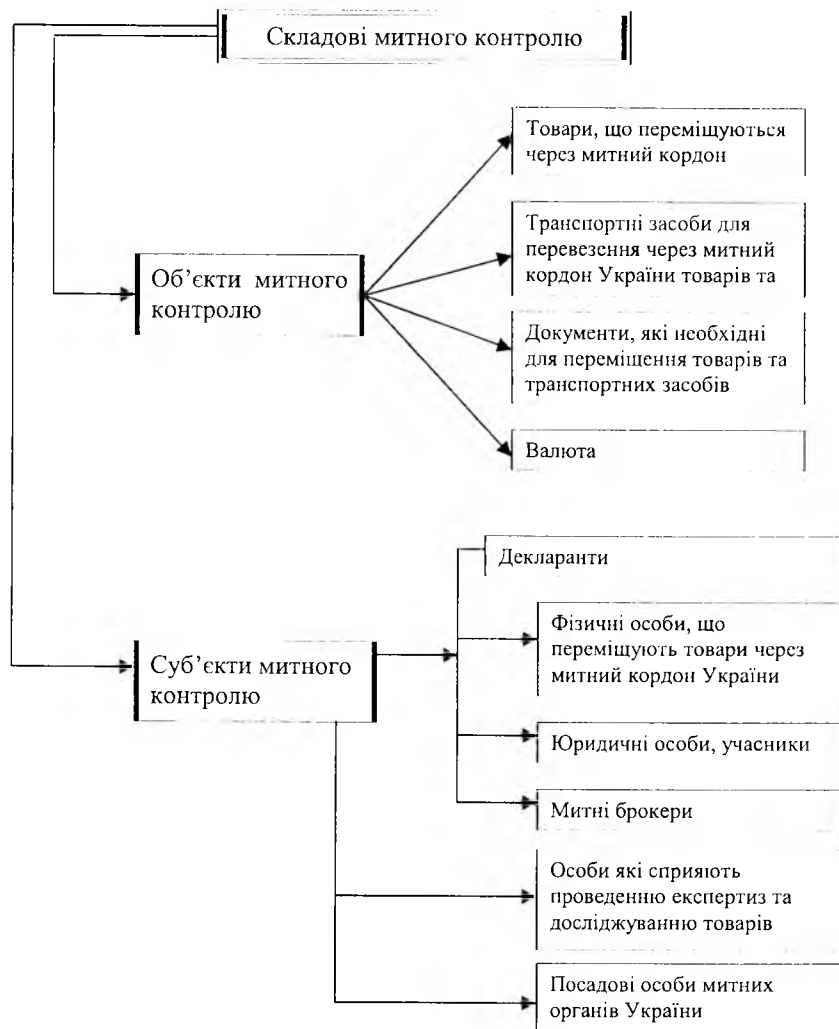 Складові митного контролю
Товари, що переміщуються
через митний кордон
Транспортні засоби для
перевезення через митний
кордон України товарів та
Об’єкти митного
контролю
Документи, які необхідні
для переміщення товарів та
транспортних засобів
Валюта
Декларанти
Фізичні особи, що
переміщують товари через
митний кордон України
Суб’єкти митного
контролю
Юридичні особи, учасники
Митні брокери
Особи які сприяють
проведенню експертиз та
досліджуванню товарів
Посадові особи митних
органів України